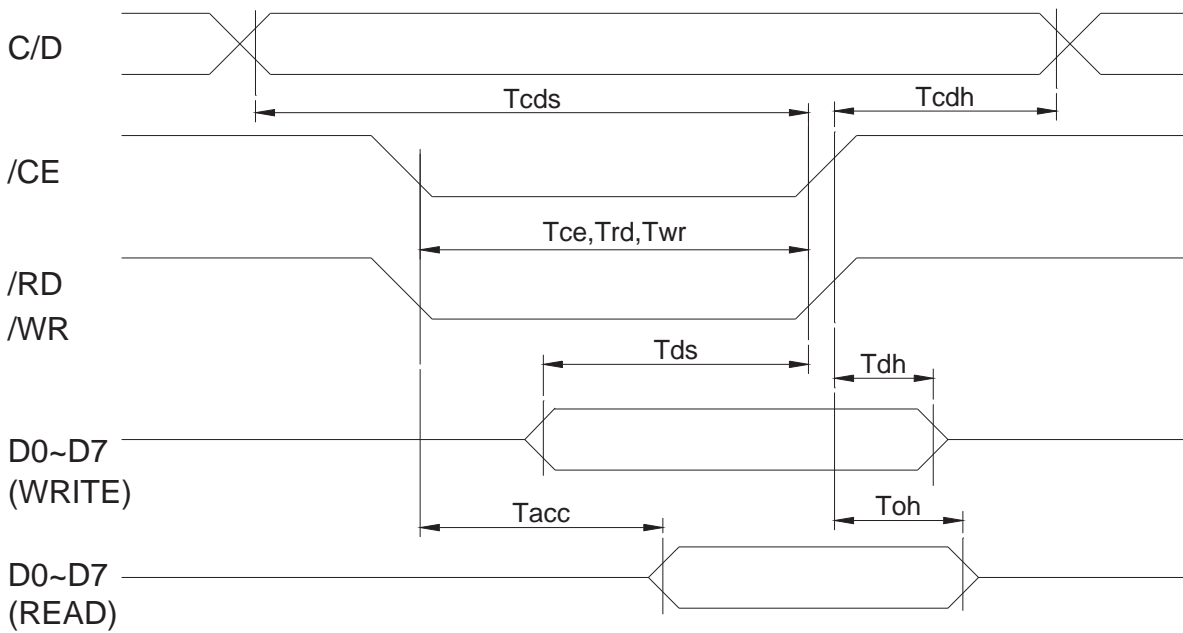 C/D
Tcds
Tcdh
/CE
Tce,Trd,Twr
/RD
/WR
Tds
Tdh
D0~D7
(WRITE)
Tacc
Toh
D0~D7
(READ)